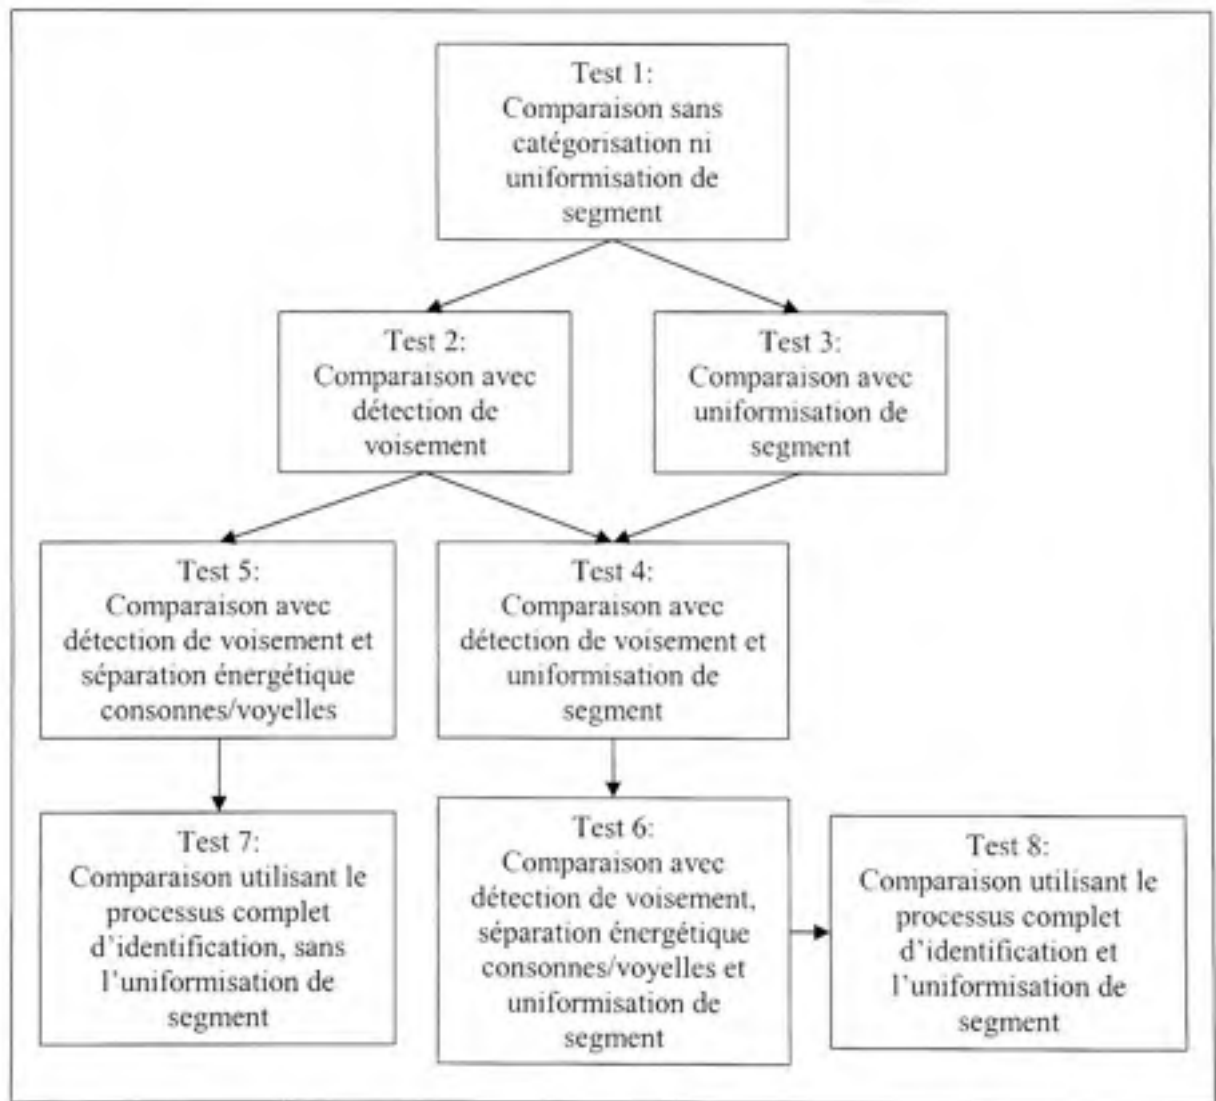 Test 1:
Comparaison sans
catégorisation ni
uniformisation de
segment
Test 2:
Comparaison avec
détection de
voisement
Test 3:
Comparaison avec
uniformisation de
segment
Test 5:
Comparaison avec
détection de voisement et
séparation énergétique
consonnes/voyelles
Test 4:
Comparaison avec
détection de voisement et
uniformisation de
segment
Test 7:
Comparaison utilisant le
processus complet
d'identification, sans
l'uniformisation de
segment
Test 6:
Comparaison avec
détection de voisement,
séparation énergétique
consonnes/voyelles et
uniformisation de
segment
Test 8:
Comparaison utilisant le
processus complet
d'identification et
l'uniformisation de
segment